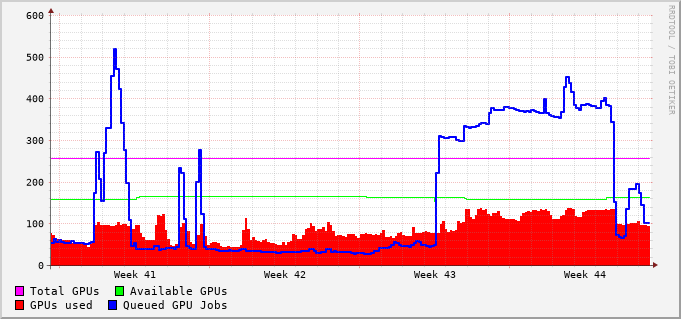 600
500
400
300
200
100
0
Week 41 Week 42 Week 43 Week 44
Total GPUs Available GPUs
GPUs used Queued GPU Jobs
RRDTOOL / TOBI OETIKER